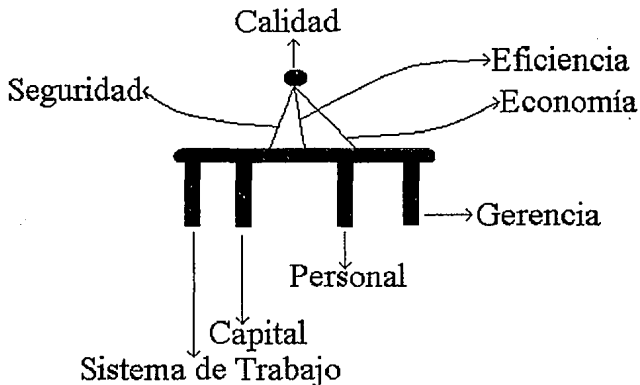 Calidad
Eficiencia
Seguridad
Economía
Gerencia
Personal
Capital
Sistema de Trabajo